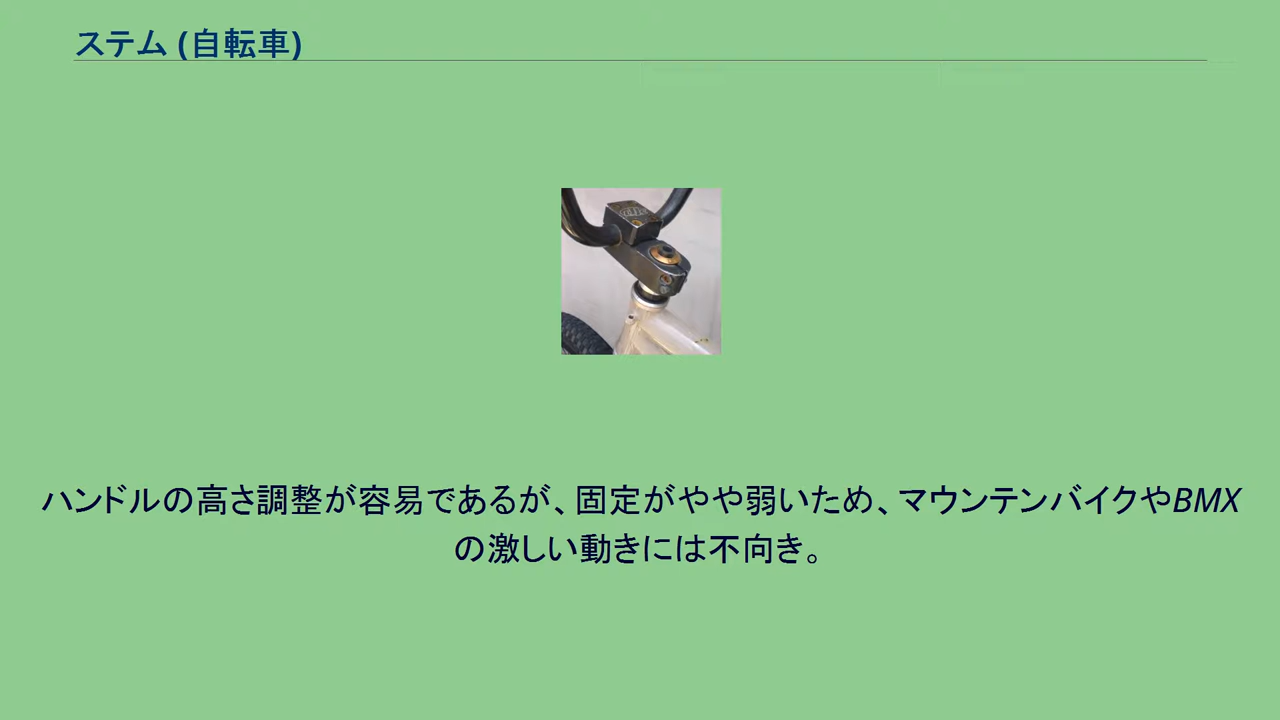 ステム (自転車)
ハンドルの高さ調整が容易であるが、固定がやや弱いため、マウンテンバイクやBMX
の激しい動きには不向き。